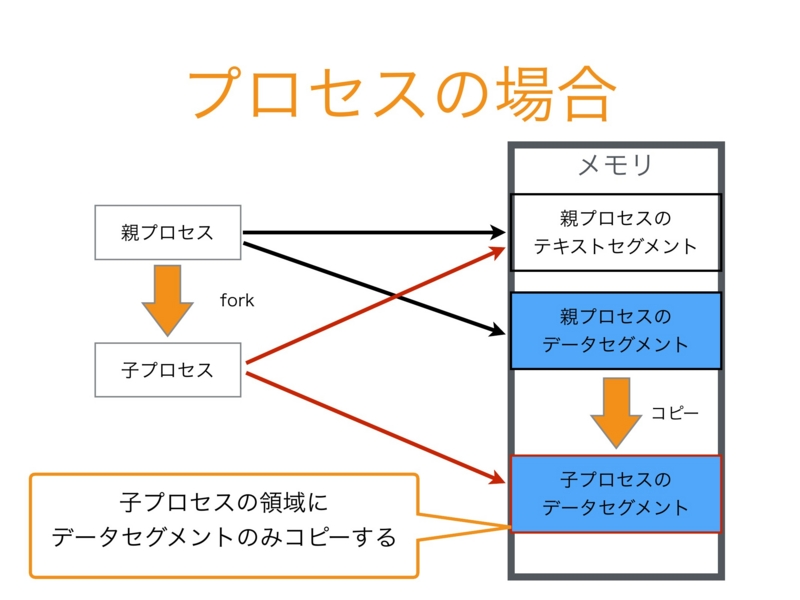 プロセスの場合
メモリ
親プロセス
fork
子プロセス
親プロセスの
テキストセグメント
親プロセスの
データセグメント
コピー
子プロセスの
データセグメント
子プロセスの領域に
データセグメントのみコピーする